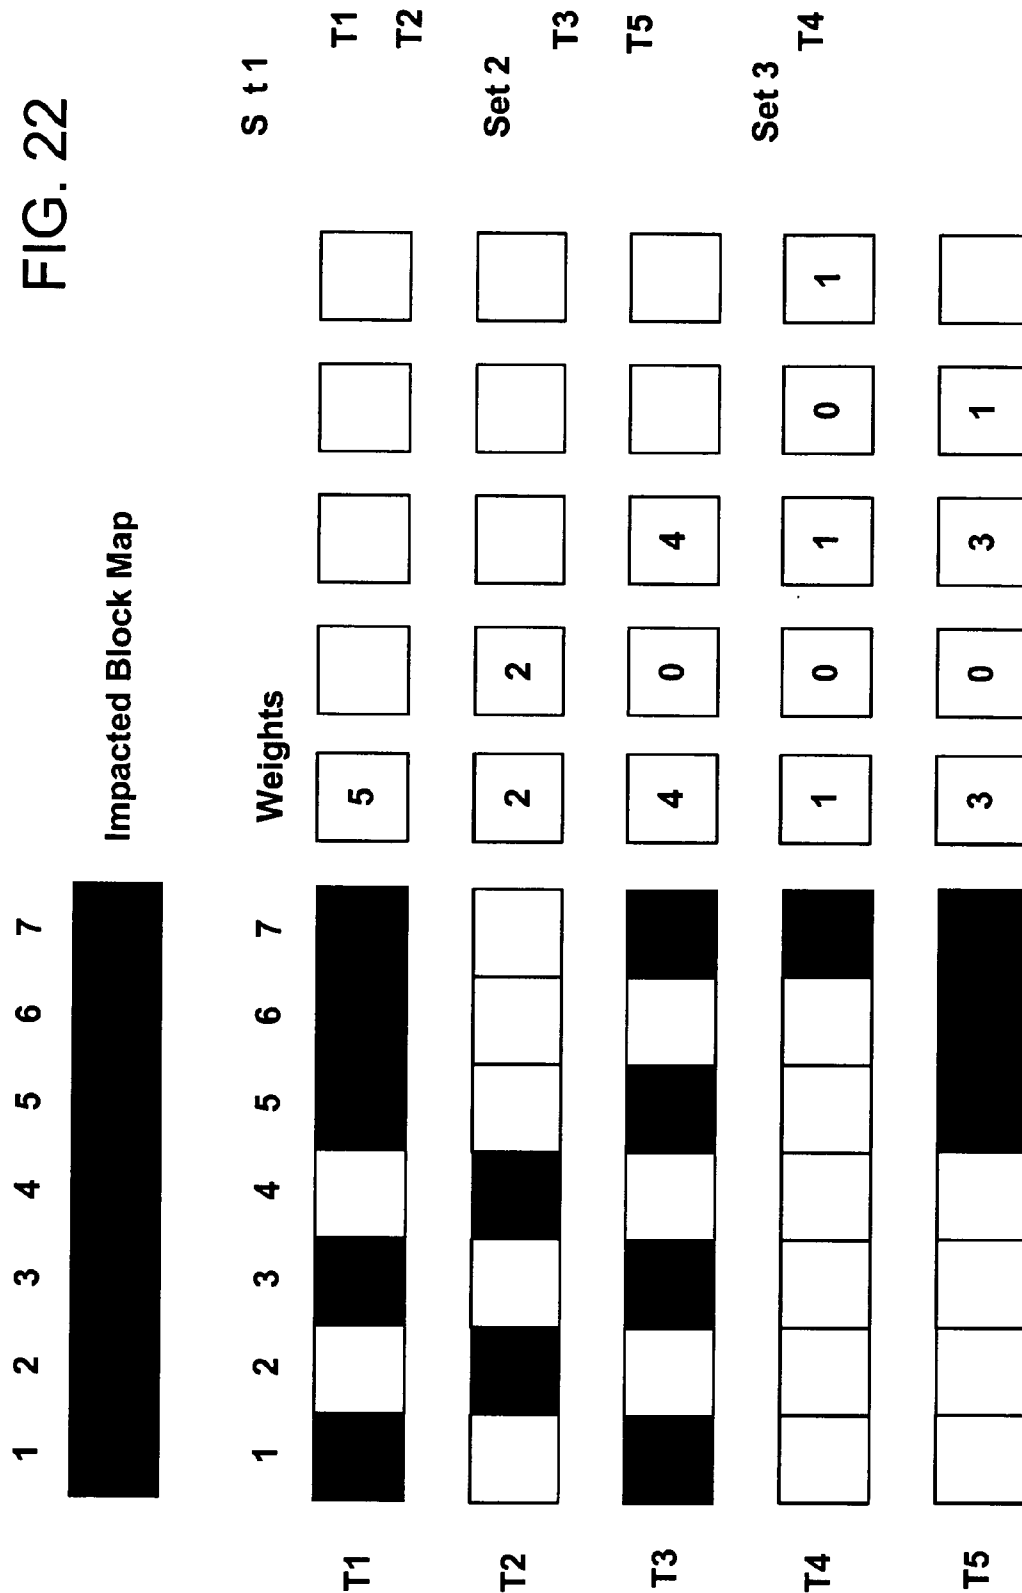 FIG. 22
1 2 3 4 5 6 7
Impacted Block Map
1 2 3 4 5 6 7 Weights S t 1
T1 5 T1
T2
T2 2 2 Set 2
T3
T3 4 0 4 T5
Set 3
T4 1 0 1 0 1 T4
T5 3 0 3 1